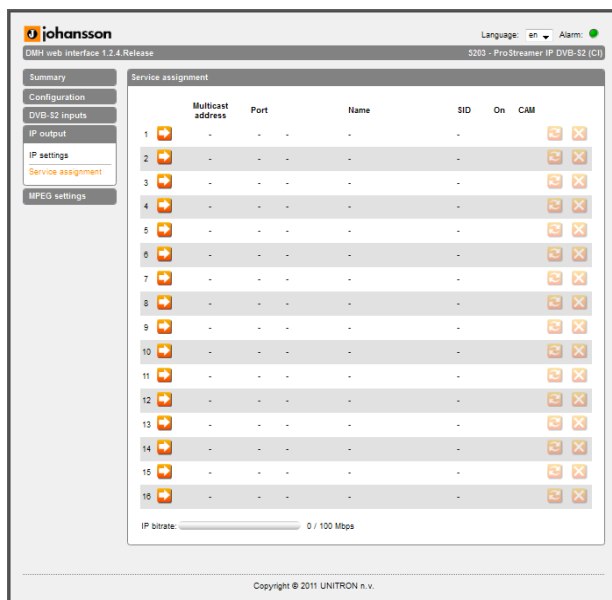 johansson
Language: en Alarm:
DMH web interface 1.2.4.Release 5203 - ProStreamer IP DVB-S2 (CI)
Summary
Configuration
DVB-S2 inputs
IP output
IP settings
Service assignment
MPEG settings
Service assignment
Multicast address Port Name SID On CAM
1 - - - - -
2 - - - - -
3 - - - - -
4 - - - - -
5 - - - - -
6 - - - - -
7 - - - - -
8 - - - - -
9 - - - - -
10 - - - - -
11 - - - - -
12 - - - - -
13 - - - - -
14 - - - - -
15 - - - - -
16 - - - - -
IP bitrate: 0 / 100 Mbps
Copyright © 2011 UNITRON n.v.